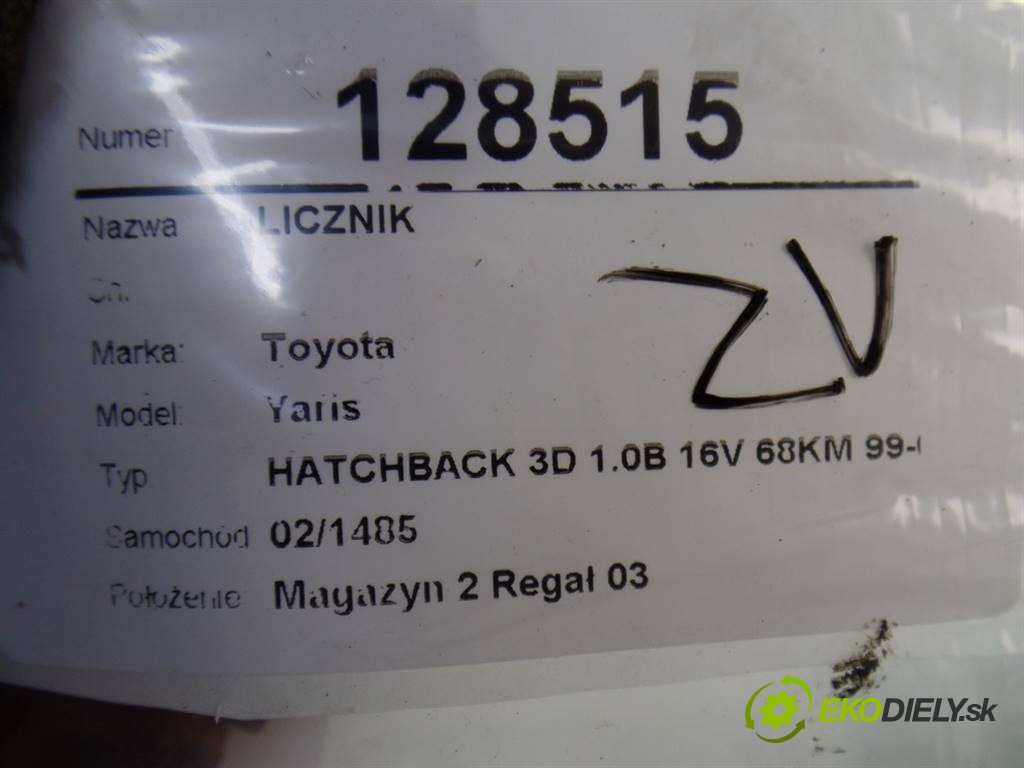 Numer 128515
Nazwa LICZNIK
Marka: Toyota
ZV
Model: Yaris
Typ HATCHBACK 3D 1.0B 16V 68KM 99-
Samochód 02/1485
Położenie Magazyn 2 Regał 03
EKODIELY.sk